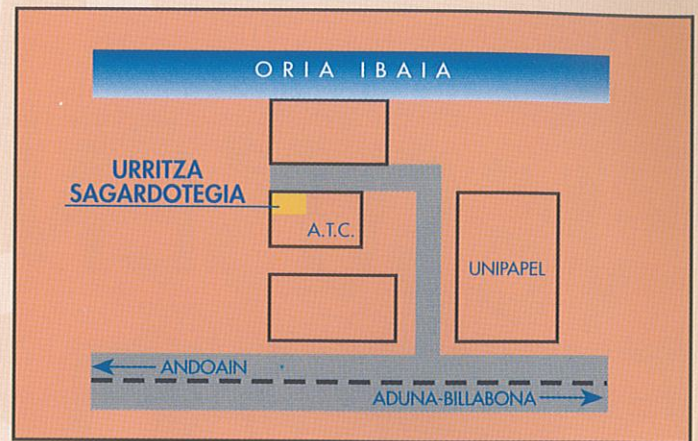 ORIA IBAIA
URRITZA
SAGARDOTEGIA
A.T.C.
UNIPAPEL
ANDOAIN
ADUNA-BILLABONA